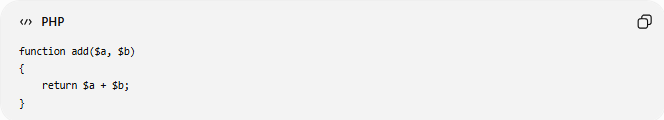 </> PHP
function add($a, $b)
{
    return $a + $b;
}